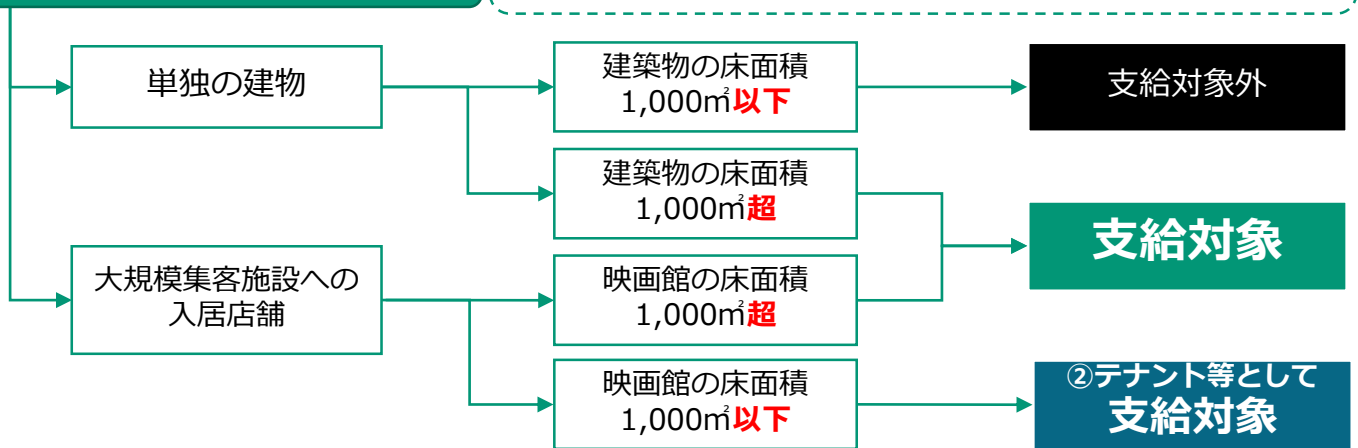 単独の建物
建築物の床面積
1,000㎡以下
支給対象外
建築物の床面積
1,000㎡超
支給対象
大規模集客施設への
入居店舗
映画館の床面積
1,000㎡超
映画館の床面積
1,000㎡以下
②テナント等として
支給対象